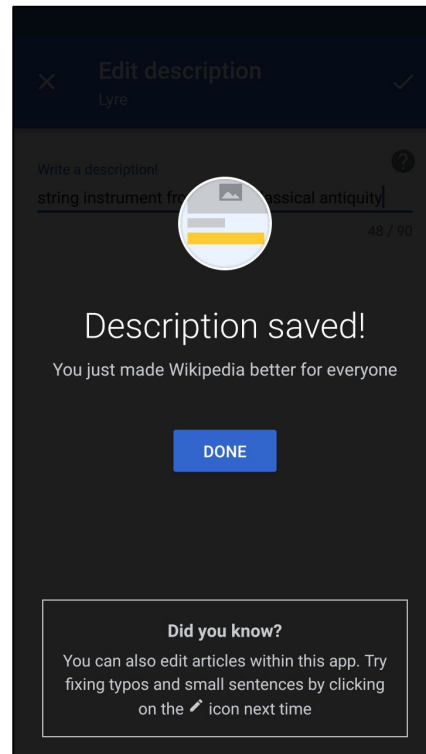 Edit description
Lyre
Write a description!
string instrument fr assical antiquity
48 / 90
Description saved!
You just made Wikipedia better for everyone
DONE
Did you know?
You can also edit articles within this app. Try
fixing typos and small sentences by clicking
on the icon next time